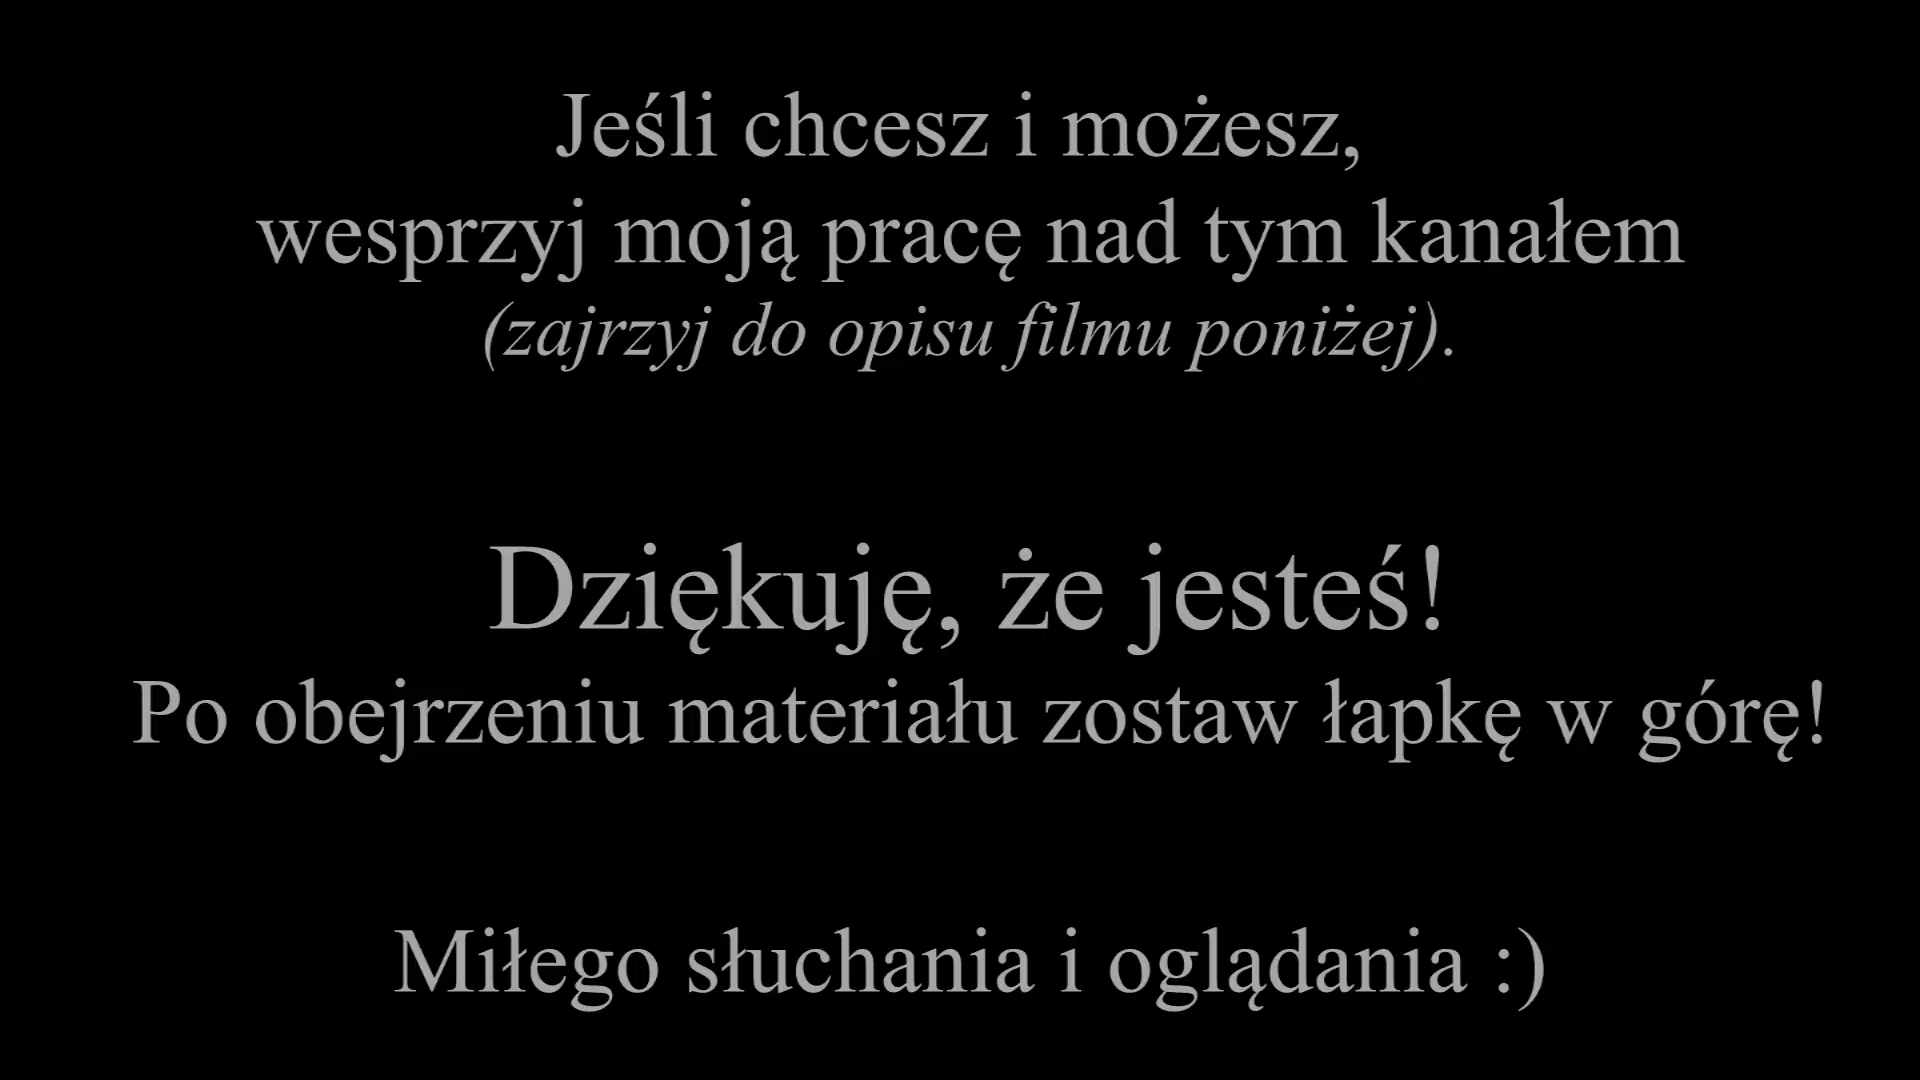 Jeśli chcesz i możesz,
wesprzyj moją pracę nad tym kanałem
(zajrzyj do opisu filmu poniżej).
Dziękuję, że jesteś!
Po obejrzeniu materiału zostaw łapkę w górę!
Miłego słuchania i oglądania :)